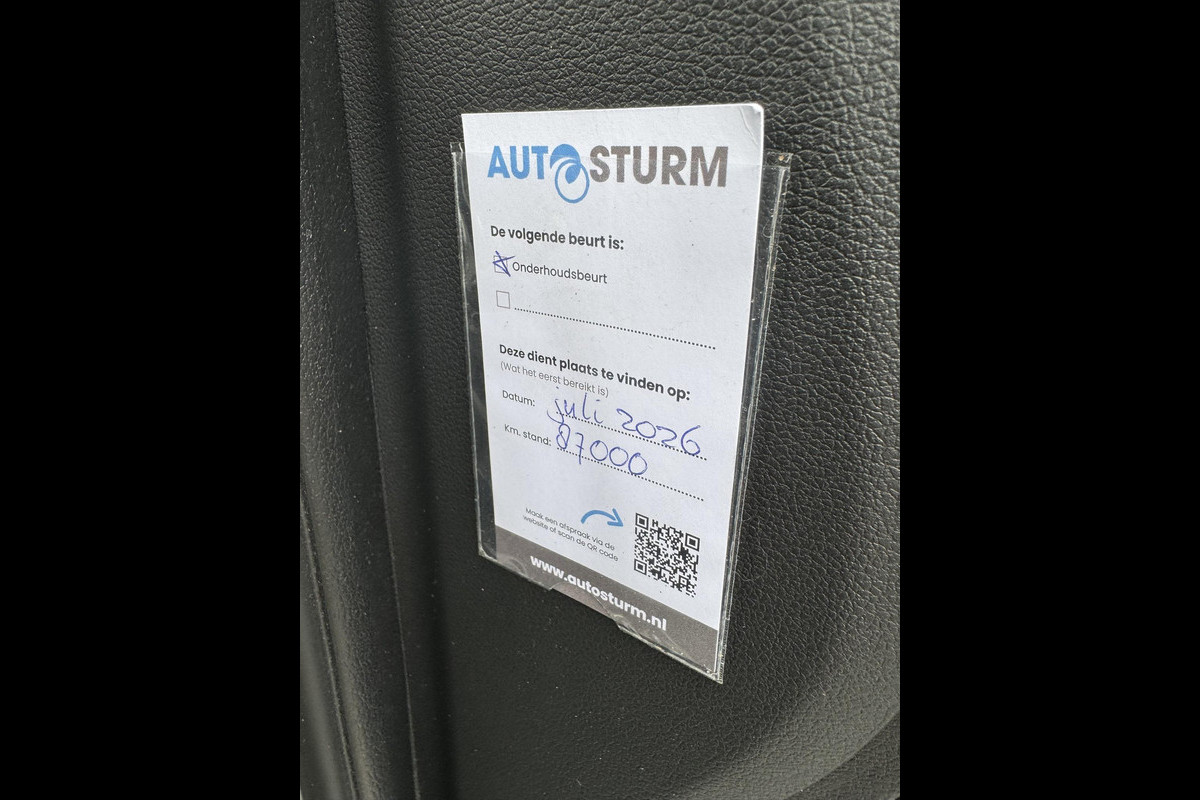 AUTOSTURM
De volgende beurt is:
Onderhoudsbeurt
Deze dient plaats te vinden op:
(Wat het eerst bereikt is)
Datum: juli 2026
Km. stand: 87000
Maak een afspraak via de
website of scan de QR code
www.autosturm.nl